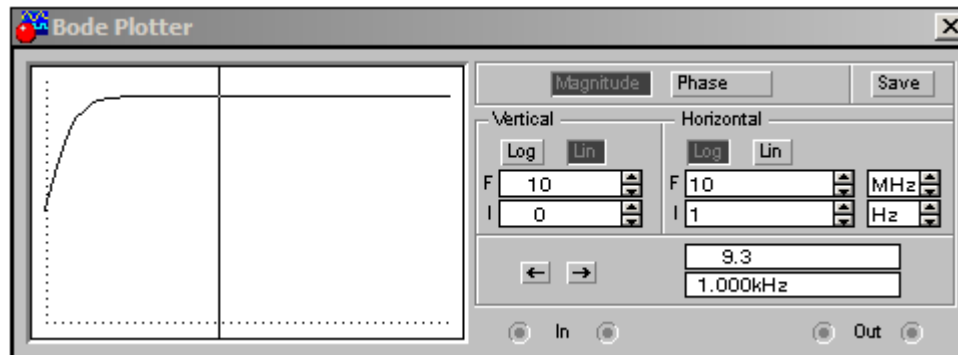 Bode Plotter
Magnitude Phase Save
Vertical Horizontal
Log Lin Log Lin
F 10 F 10 MHz
I 0 I 1 Hz
← → 9.3
1.000kHz
In Out